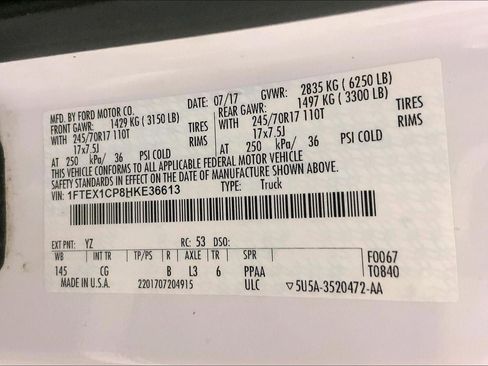 MFD. BY FORD MOTOR CO. DATE: 07/17 GVWR: 2835 KG ( 6250 LB)
FRONT GAWR: 1429 KG ( 3150 LB) REAR GAWR: 1497 KG ( 3300 LB)
WITH 245/70R17 110T TIRES WITH 245/70R17 110T TIRES
17x7.5J RIMS 17x7.5J RIMS
AT 250 kPa/ 36 PSI COLD AT 250 kPa/ 36 PSI COLD
THIS VEHICLE CONFORMS TO ALL APPLICABLE FEDERAL MOTOR VEHICLE
SAFETY STANDARDS IN EFFECT ON THE DATE OF MANUFACTURE SHOWN ABOVE.
VIN: 1FTEX1CP8HKE36613 TYPE: Truck
EXT PNT: YZ RC: 53 DSO:
WB INT TR TP/PS R AXLE TR SPR F0067
145 CG B L3 6 PPAA T0840
MADE IN U.S.A. 2201707204915 ULC ▽5U5A-3520472-AA